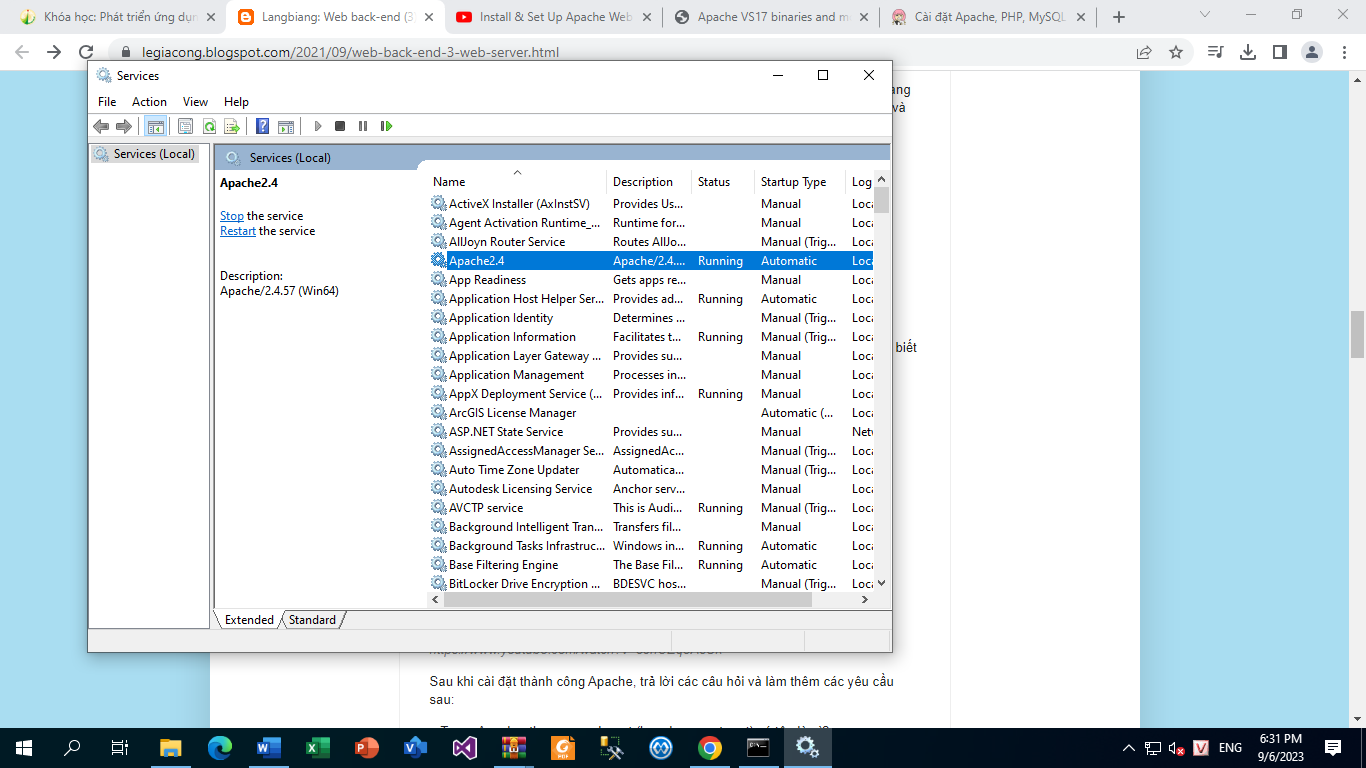 Khóa học: Phát triển ứng dụn
Langbiang: Web back-end (3
Install & Set Up Apache Web
Apache VS17 binaries and m
Cài đặt Apache, PHP, MySQL
legiacong.blogspot.com/2021/09/web-back-end-3-web-server.html
ang
và
Services
File Action View Help
Services (Local)
Services (Local)
Apache2.4
Stop the service
Restart the service
Description:
Apache/2.4.57 (Win64)
Name Description Status Startup Type Log
ActiveX Installer (AxInstSV) Provides Us... Manual Loca
Agent Activation Runtime_... Runtime for... Manual Loca
AllJoyn Router Service Routes AllJo... Manual (Trig... Loca
Apache2.4 Apache/2.4.... Running Automatic Loca
App Readiness Gets apps re... Manual Loca
Application Host Helper Ser... Provides ad... Running Automatic Loca
Application Identity Determines ... Manual (Trig... Loca
Application Information Facilitates t... Running Manual (Trig... Loca
Application Layer Gateway ... Provides su... Manual Loca
Application Management Processes in... Manual Loca
AppX Deployment Service (... Provides inf... Running Manual Loca
ArcGIS License Manager Automatic (... Loca
ASP.NET State Service Provides su... Manual Netw
AssignedAccessManager Se... AssignedAc... Manual (Trig... Loca
Auto Time Zone Updater Automatica... Manual (Trig... Loca
Autodesk Licensing Service Anchor serv... Manual Loca
AVCTP service This is Audi... Running Manual (Trig... Loca
Background Intelligent Tran... Transfers fil... Manual Loca
Background Tasks Infrastruc... Windows in... Running Automatic Loca
Base Filtering Engine The Base Fil... Running Automatic Loca
BitLocker Drive Encryption ... BDESVC hos... Manual (Trig... Loca
biết
Extended Standard
Sau khi cài đặt thành công Apache, trả lời các câu hỏi và làm thêm các yêu cầu
sau:
ENG
6:31 PM
9/6/2023